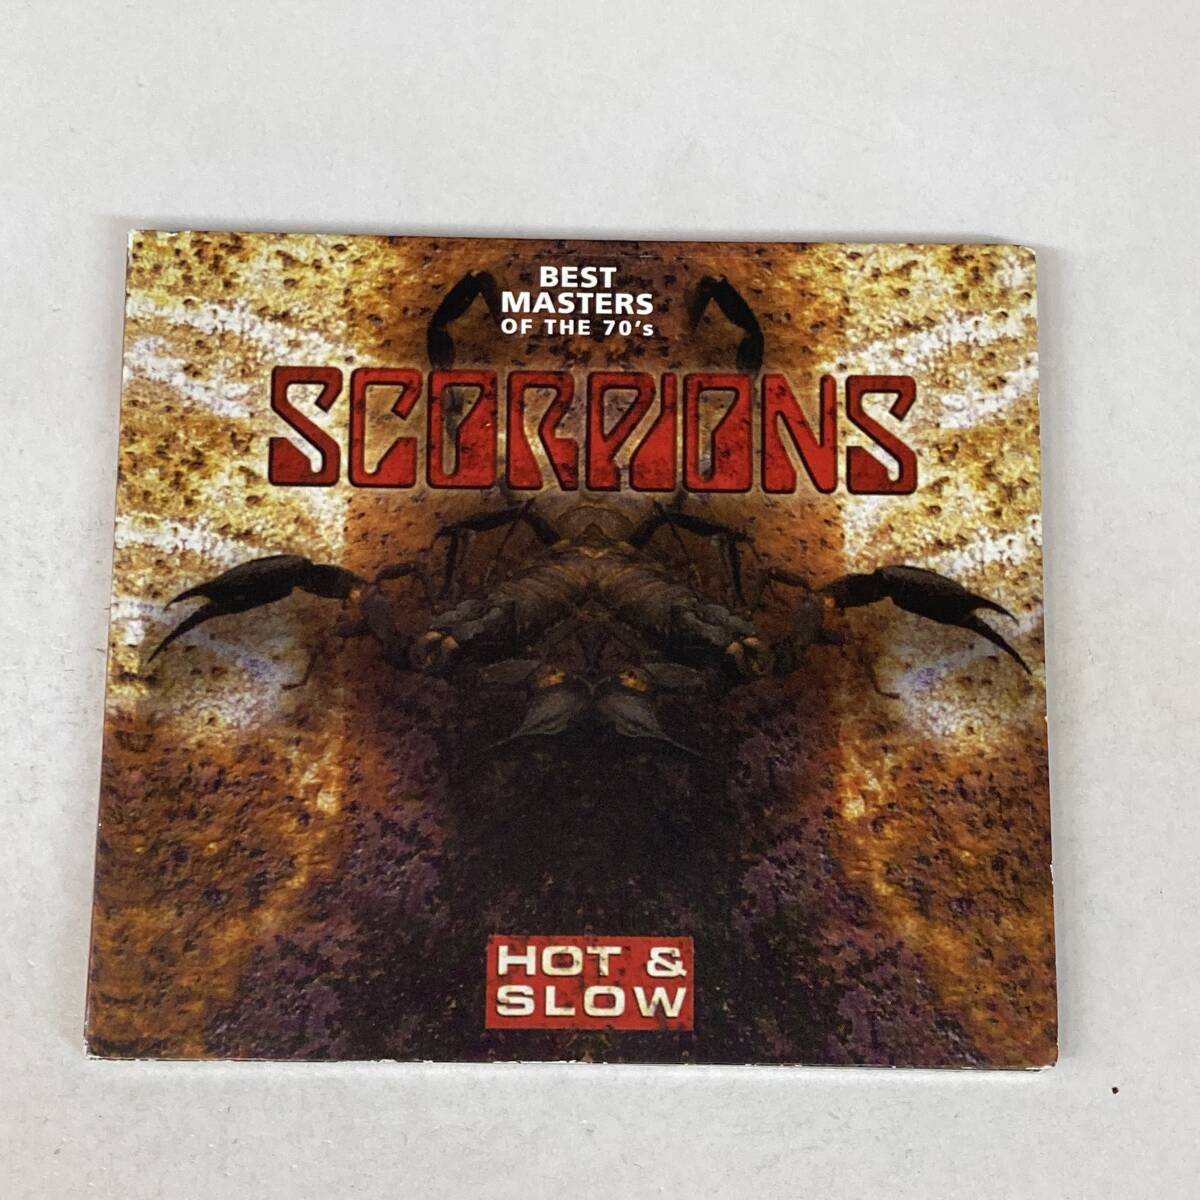 BEST
MASTERS
OF THE 70's
SCORPIONS
HOT &
SLOW